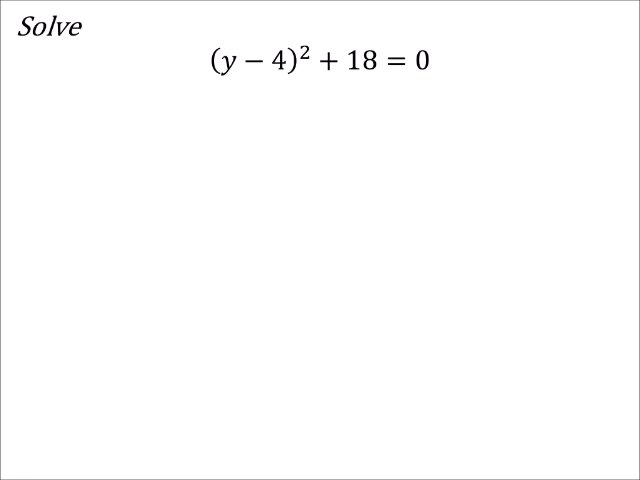 Solve
(y − 4)² + 18 = 0